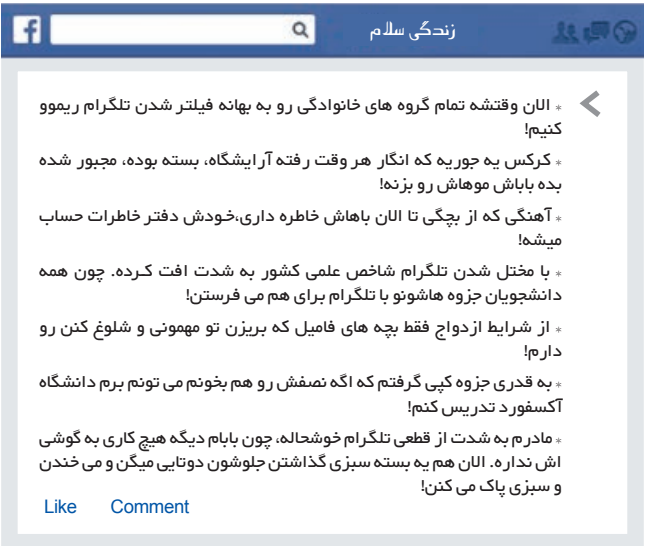 f
زندگی سلام
* الان وقتشه تمام گروه های خانوادگی رو به بهانه فیلتر شدن تلگرام ریموو
کنیم!
* کرکس یه جوریه که انگار هر وقت رفته آرایشگاه، بسته بوده، مجبور شده
بده باباش موهاش رو بزنه!
* آهنگی که از بچگی تا الان باهاش خاطره داری،خودش دفتر خاطرات حساب
میشه!
* با مختل شدن تلگرام شاخص علمی کشور به شدت افت کرده. چون همه
دانشجویان جزوه هاشونو با تلگرام برای هم می فرستن!
* از شرایط ازدواج فقط بچه های فامیل که بریزن تو مهمونی و شلوغ کنن رو
دارم!
* به قدری جزوه کپی گرفتم که اگه نصفش رو هم بخونم می تونم برم دانشگاه
آکسفورد تدریس کنم!
* مادرم به شدت از قطعی تلگرام خوشحاله، چون بابام دیگه هیچ کاری به گوشی
اش نداره. الان هم یه بسته سبزی گذاشتن جلوشون دوتایی میگن و می خندن
و سبزی پاک می کنن!
Like Comment